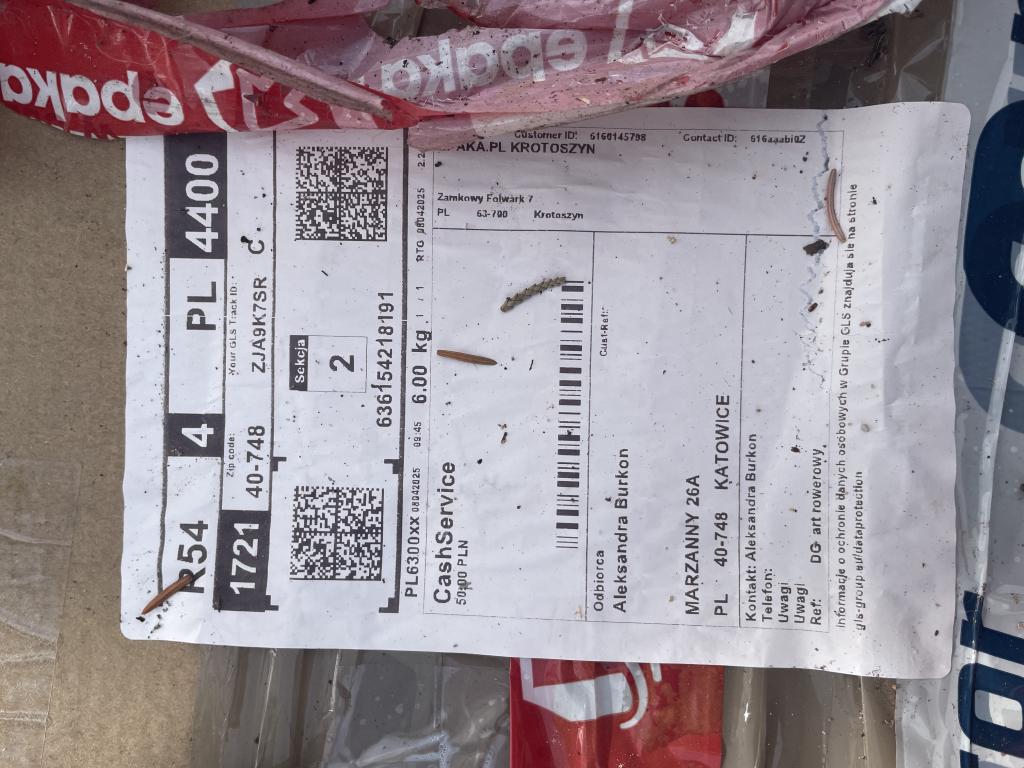 epaka
epaka
epaka
R54 4 PL 4400
1721
Zip code:
40-748
Your GLS Track ID:
ZJA9K7SR C
Sekcja
2
636154218191
PL6300xx 08042025 09:45 6.00 kg 1 / 1 RTG 08042025
CashService
PLN
Customer ID: 6160145798 Contact ID:
AKA.PL KROTOSZYN
Zamkowy Folwark 7
PL 63-700 Krotoszyn
Cust-Ref:
Odbiorca
Aleksandra Burkon
MARZANNY 26A
PL 40-748 KATOWICE
Kontakt: Aleksandra Burkon
Telefon:
Uwagi
Uwagi
Ref: DG art rowerowy
Informacje o ochronie danych osobowych w Grupie GLS znajduja sie na stronie
gls-group.eu/dataprotection